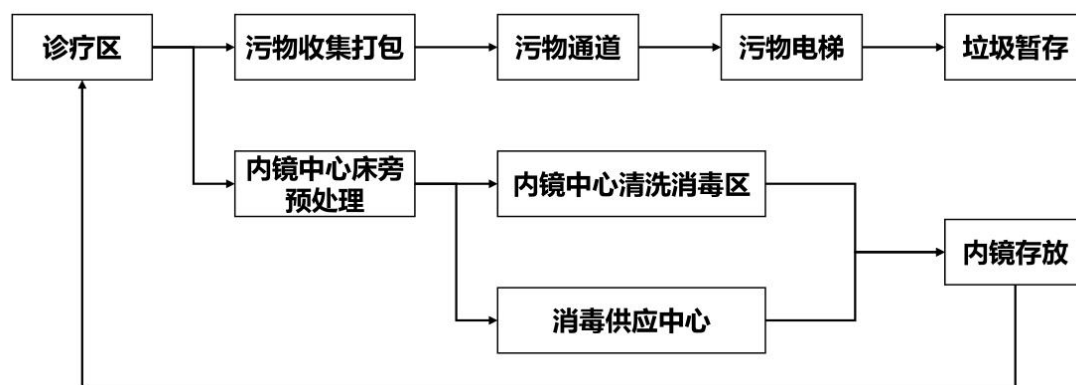 诊疗区
污物收集打包
污物通道
污物电梯
垃圾暂存
内镜中心床旁
预处理
内镜中心清洗消毒区
内镜存放
消毒供应中心